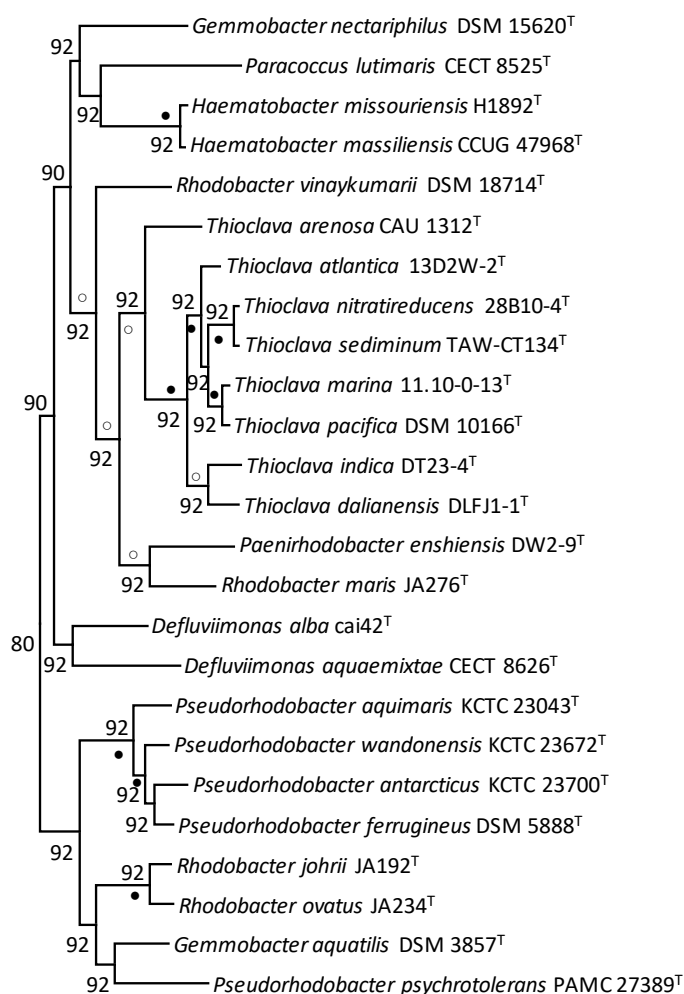 Gemmobacter nectariphilus DSM 15620ᵀ
92
Paracoccus lutimaris CECT 8525ᵀ
Haematobacter missouriensis H1892ᵀ
92
92
Haematobacter massiliensis CCUG 47968ᵀ
90
Rhodobacter vinaykumarii DSM 18714ᵀ
Thioclava arenosa CAU 1312ᵀ
Thioclava atlantica 13D2W-2ᵀ
92
92
92
Thioclava nitratireducens 28B10-4ᵀ
92
Thioclava sediminum TAW-CT134ᵀ
92
Thioclava marina 11.10-0-13ᵀ
90
92
92
Thioclava pacifica DSM 10166ᵀ
92
Thioclava indica DT23-4ᵀ
92
Thioclava dalianensis DLFJ1-1ᵀ
Paenirhodobacter enshiensis DW2-9ᵀ
92
Rhodobacter maris JA276ᵀ
Defluviimonas alba cai42ᵀ
80
92
Defluviimonas aquaemixtae CECT 8626ᵀ
Pseudorhodobacter aquimaris KCTC 23043ᵀ
92
Pseudorhodobacter wandonensis KCTC 23672ᵀ
Pseudorhodobacter antarcticus KCTC 23700ᵀ
92
92
Pseudorhodobacter ferrugineus DSM 5888ᵀ
92
Rhodobacter johrii JA192ᵀ
92
Rhodobacter ovatus JA234ᵀ
92
Gemmobacter aquatilis DSM 3857ᵀ
92
Pseudorhodobacter psychrotolerans PAMC 27389ᵀ